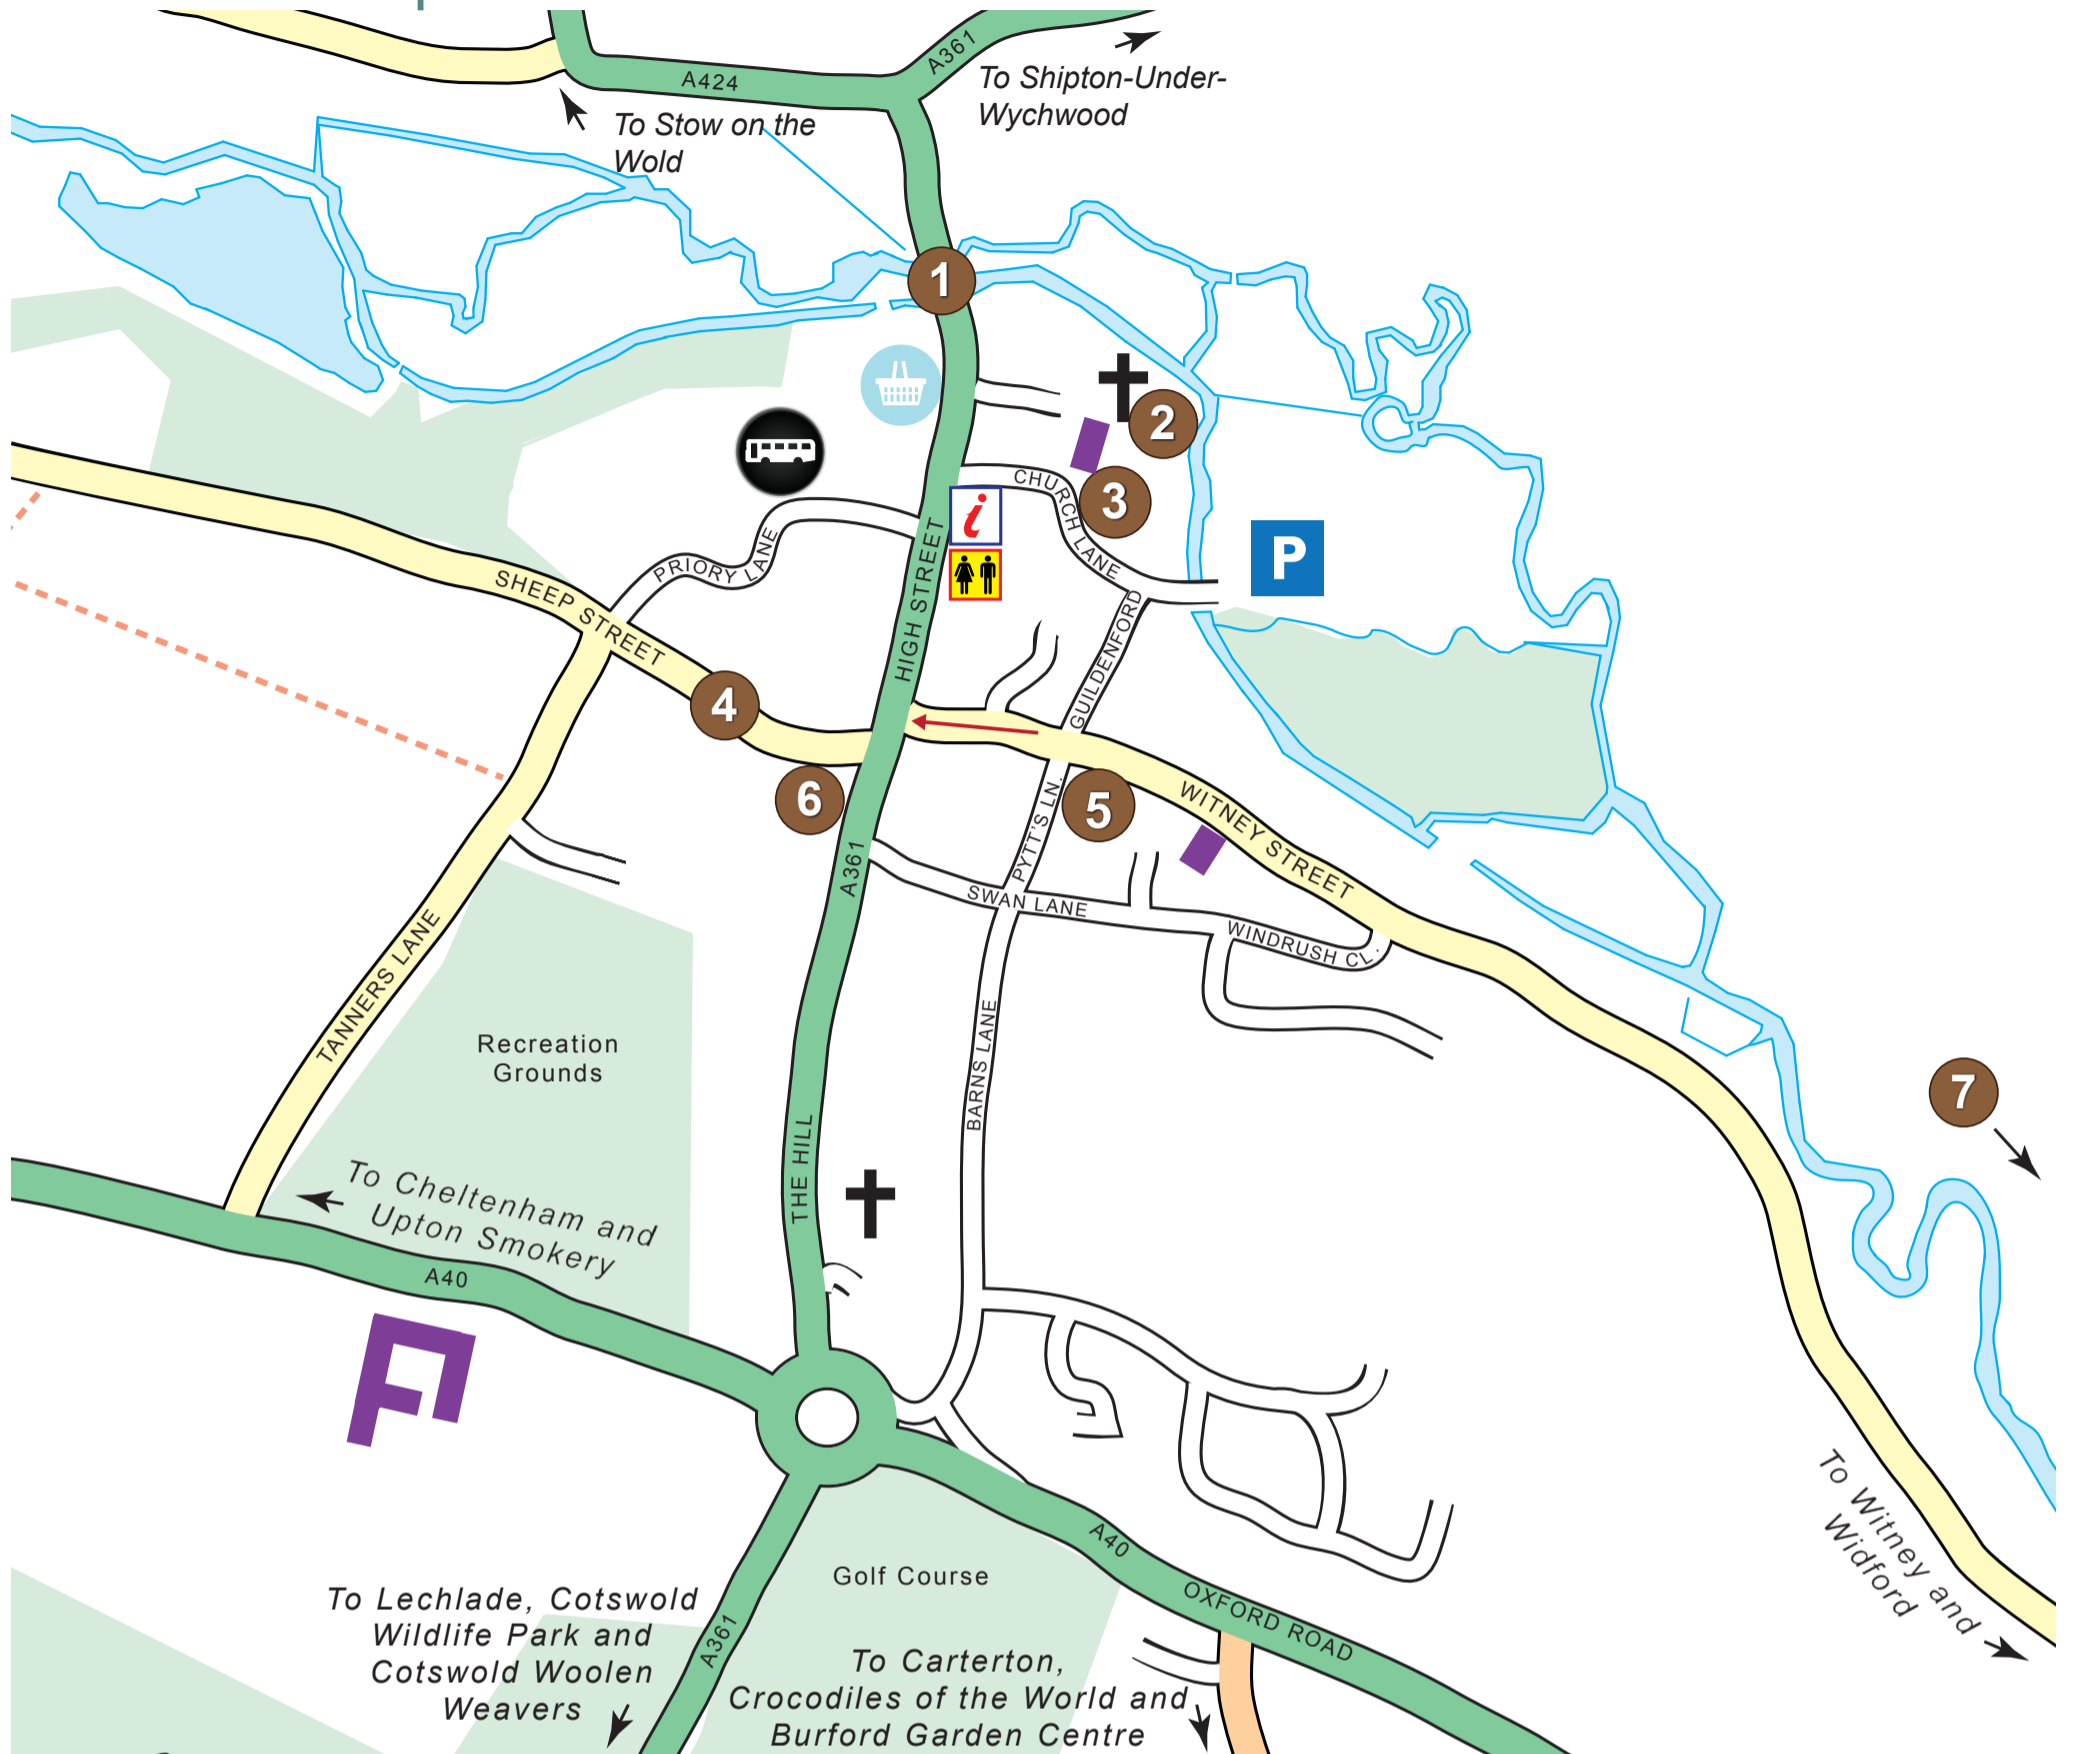 A361
To Shipton-Under-
Wychwood
A424
To Stow on the
Wold
1
2
CHURCH LANE
3
i
P
PRIORY LANE
HIGH STREET
SHEEP STREET
GUILDENFORD
4
6
5
WITNEY STREET
PYTT'S LN.
A361
SWAN LANE
WINDRUSH CL.
TANNERS LANE
Recreation
Grounds
BARNS LANE
7
THE HILL
To Cheltenham and
Upton Smokery
A40
To Witney and
Widford
A40
Golf Course
OXFORD ROAD
To Lechlade, Cotswold
Wildlife Park and
Cotswold Woolen
Weavers
A361
To Carterton,
Crocodiles of the World and
Burford Garden Centre